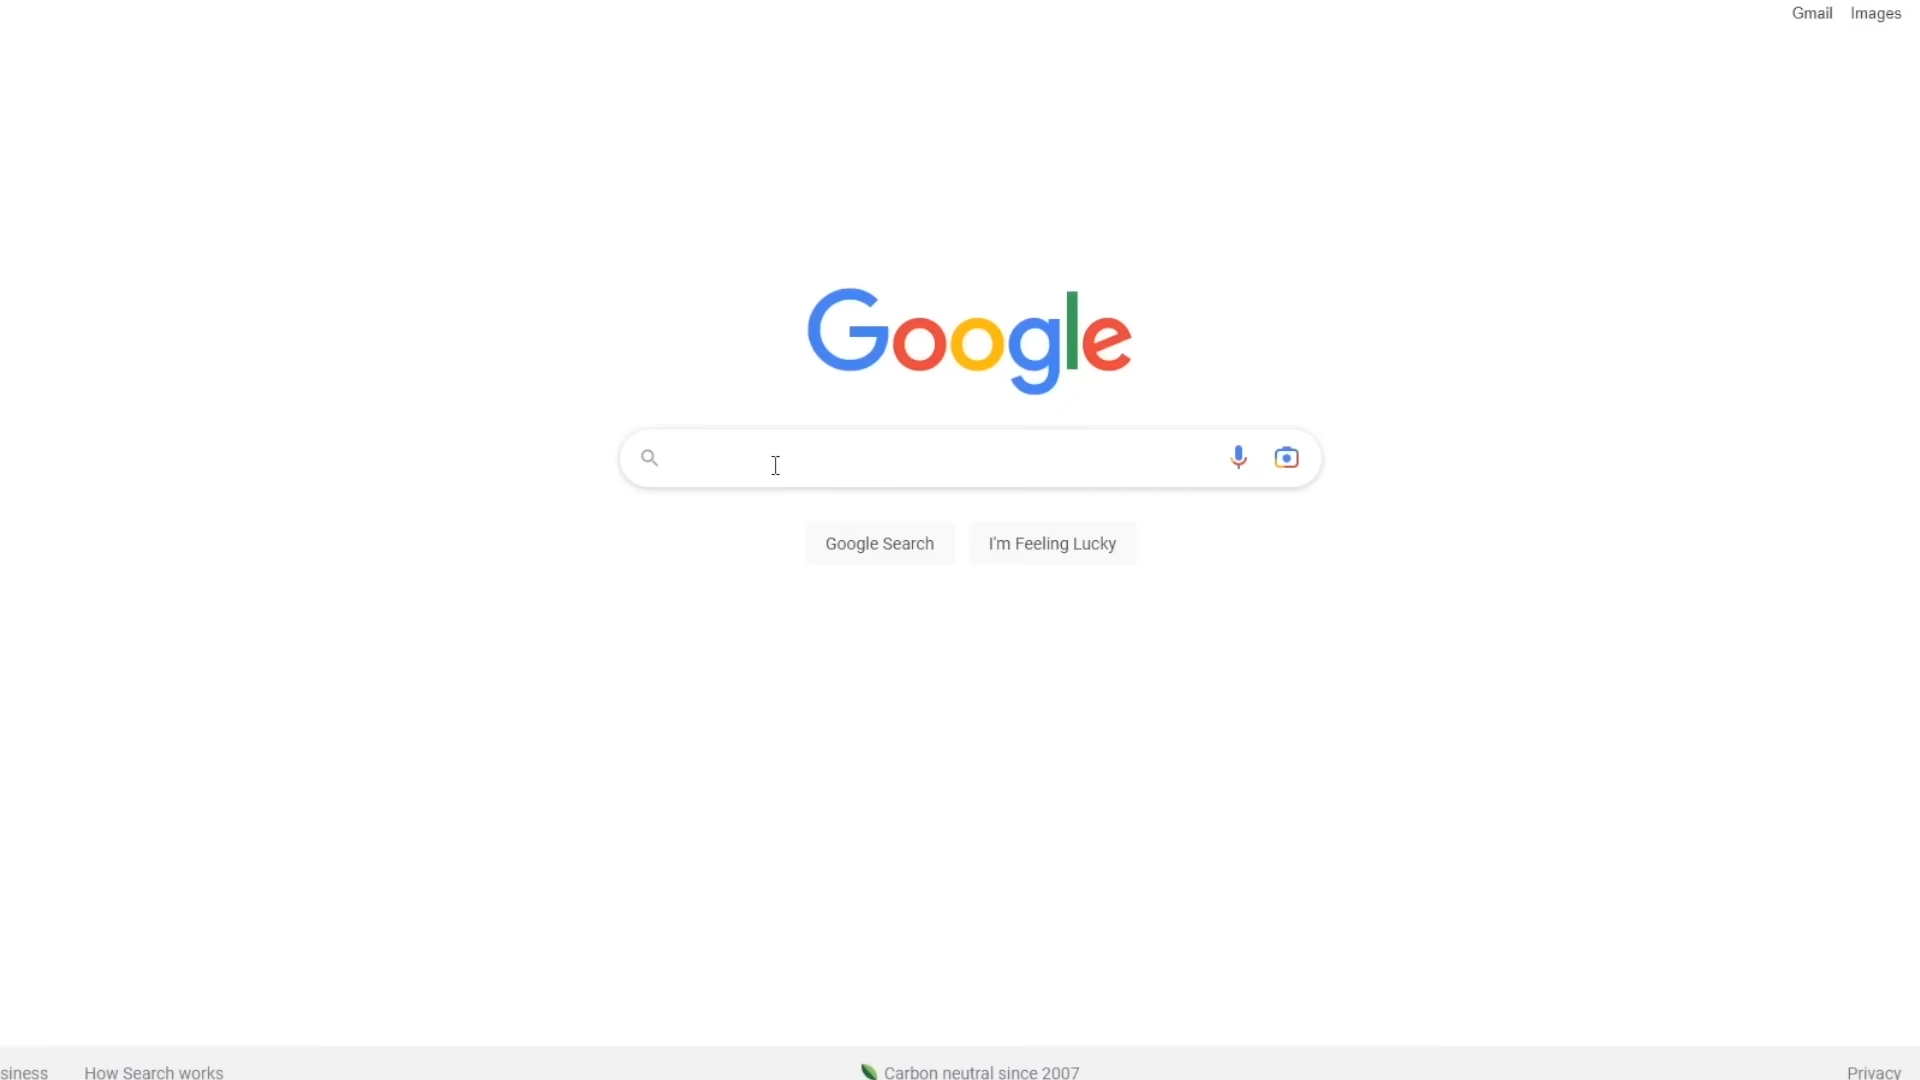 Gmail Images
Google
Google Search I'm Feeling Lucky
siness How Search works Carbon neutral since 2007 Privacy